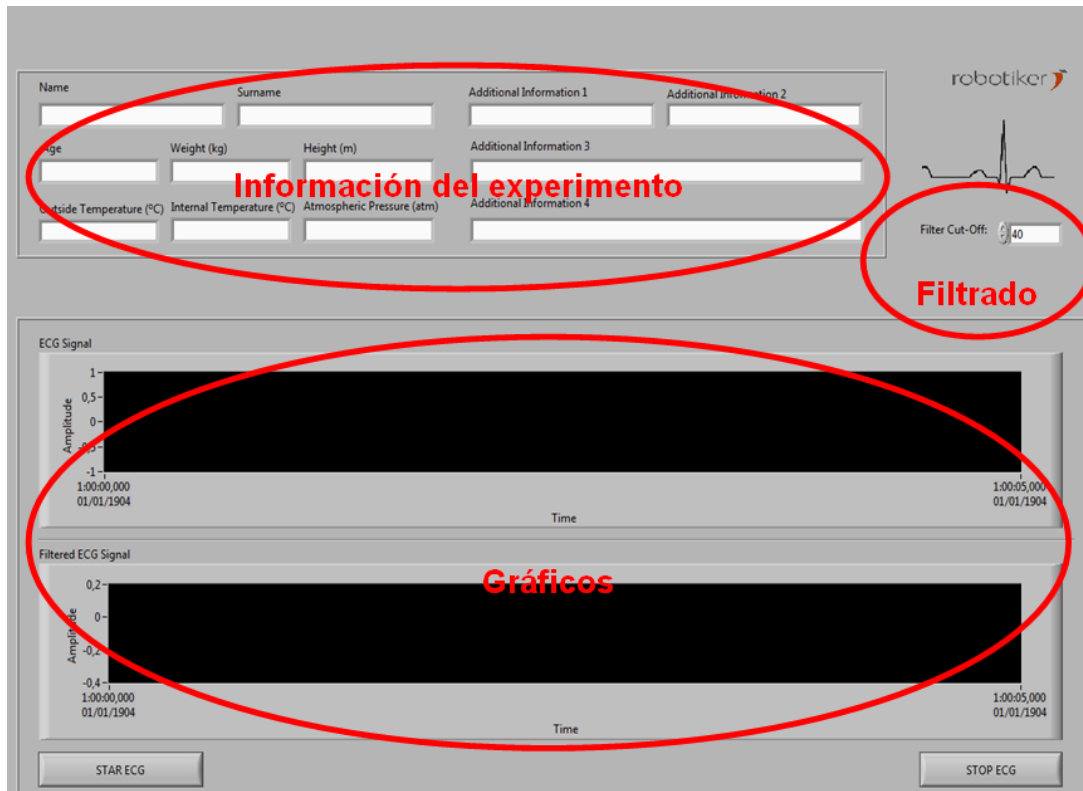 robotiker
Name
Surname
Additional Information 1
Additional Information 2
Age
Weight (kg)
Height (m)
Additional Information 3
Información del experimento
Outside Temperature (ºC)
Internal Temperature (ºC)
Atmospheric Pressure (atm)
Additional Information 4
Filter Cut-Off:
40
Filtrado
ECG Signal
Amplitude
1
0,5
0
-0,5
-1
1:00:00,000
01/01/1904
1:00:05,000
01/01/1904
Time
Filtered ECG Signal
Gráficos
Amplitude
0,2
0
-0,2
-0,4
1:00:00,000
01/01/1904
1:00:05,000
01/01/1904
Time
STAR ECG
STOP ECG